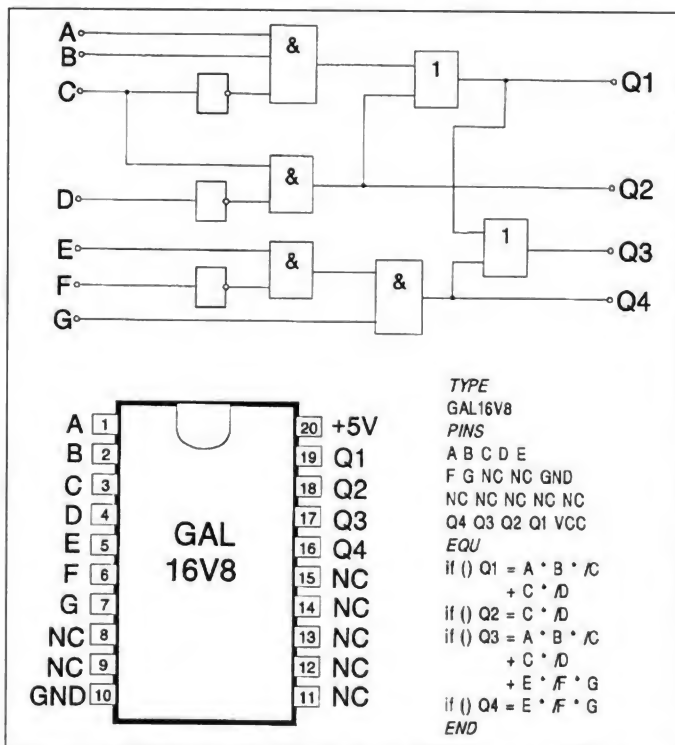 A
B
C
D
E
F
G
&
&
&
&
1
1
Q1
Q2
Q3
Q4
A 1
B 2
C 3
D 4
E 5
F 6
G 7
NC 8
NC 9
GND 10
GAL
16V8
20 +5V
19 Q1
18 Q2
17 Q3
16 Q4
15 NC
14 NC
13 NC
12 NC
11 NC
TYPE
GAL16V8
PINS
A B C D E
F G NC NC GND
NC NC NC NC NC
Q4 Q3 Q2 Q1 VCC
EQU
if () Q1 = A * B * /C
+ C * /D
if () Q2 = C * /D
if () Q3 = A * B * /C
+ C * /D
+ E * /F * G
if () Q4 = E * /F * G
END